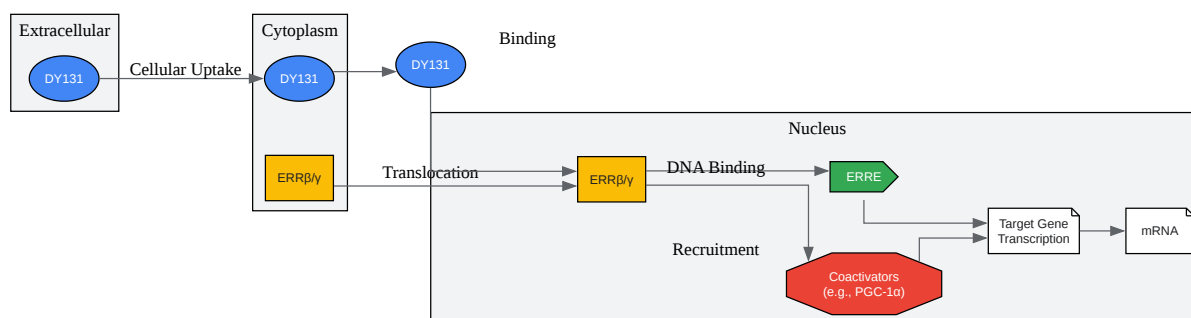 Extracellular
Cytoplasm
Binding
DY131
Cellular Uptake
DY131
DY131
Nucleus
ERRβ/γ
Translocation
ERRβ/γ
DNA Binding
ERRE
Recruitment
Target Gene
Transcription
mRNA
Coactivators
(e.g., PGC-1α)